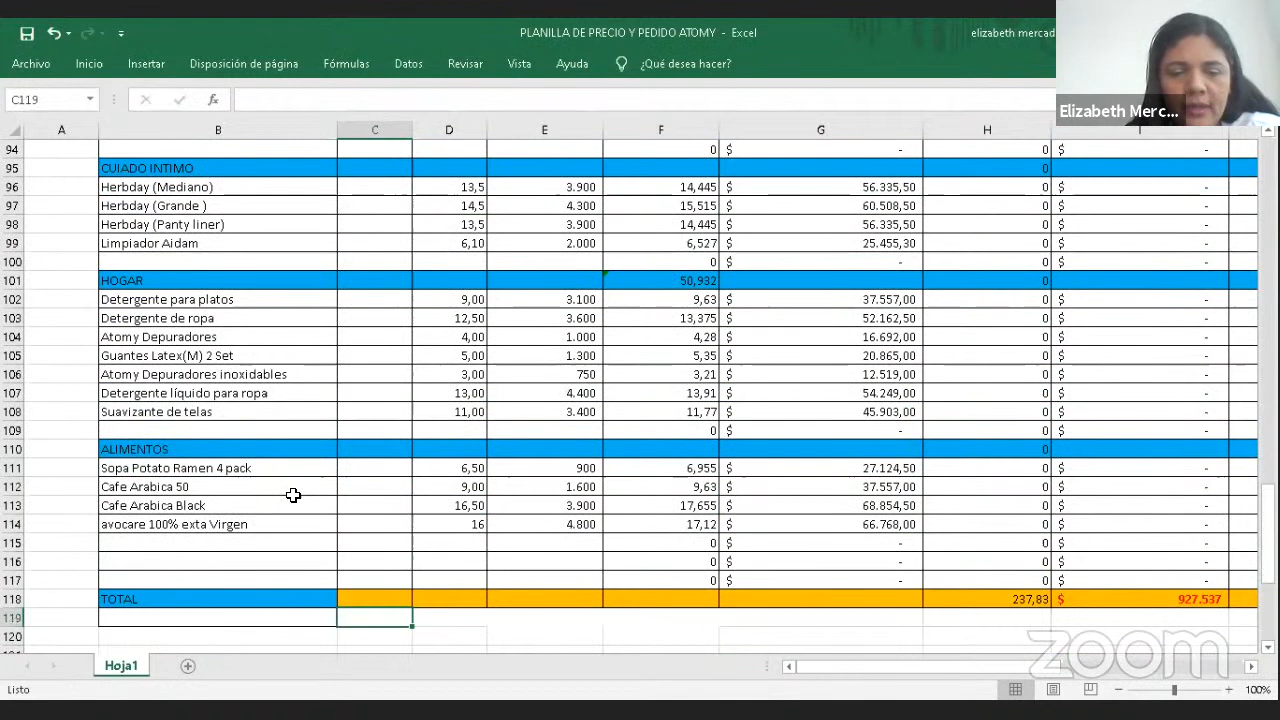 PLANILLA DE PRECIO Y PEDIDO ATOMY - Excel
elizabeth mercad
Archivo Inicio Insertar Disposición de página Fórmulas Datos Revisar Vista Ayuda ¿Qué desea hacer?
Elizabeth Merc...
C119 fx
A B C D E F G H I
94 0 $ - 0 $ -
95 CUIADO INTIMO 0
96 Herbday (Mediano) 13,5 3.900 14,445 $ 56.335,50 0 $ -
97 Herbday (Grande ) 14,5 4.300 15,515 $ 60.508,50 0 $ -
98 Herbday (Panty liner) 13,5 3.900 14,445 $ 56.335,50 0 $ -
99 Limpiador Aidam 6,10 2.000 6,527 $ 25.455,30 0 $ -
100 0 $ - 0 $ -
101 HOGAR 50,932 0
102 Detergente para platos 9,00 3.100 9,63 $ 37.557,00 0 $ -
103 Detergente de ropa 12,50 3.600 13,375 $ 52.162,50 0 $ -
104 Atomy Depuradores 4,00 1.000 4,28 $ 16.692,00 0 $ -
105 Guantes Latex(M) 2 Set 5,00 1.300 5,35 $ 20.865,00 0 $ -
106 Atomy Depuradores inoxidables 3,00 750 3,21 $ 12.519,00 0 $ -
107 Detergente líquido para ropa 13,00 4.400 13,91 $ 54.249,00 0 $ -
108 Suavizante de telas 11,00 3.400 11,77 $ 45.903,00 0 $ -
109 0 $ - 0 $ -
110 ALIMENTOS 0
111 Sopa Potato Ramen 4 pack 6,50 900 6,955 $ 27.124,50 0 $ -
112 Cafe Arabica 50 9,00 1.600 9,63 $ 37.557,00 0 $ -
113 Cafe Arabica Black 16,50 3.900 17,655 $ 68.854,50 0 $ -
114 avocare 100% exta Virgen 16 4.800 17,12 $ 66.768,00 0 $ -
115 0 $ - 0 $ -
116 0 $ - 0 $ -
117 0 $ - 0 $ -
118 TOTAL 237,83 $ 927.537
119
120
zoom
Hoja1
Listo 100%